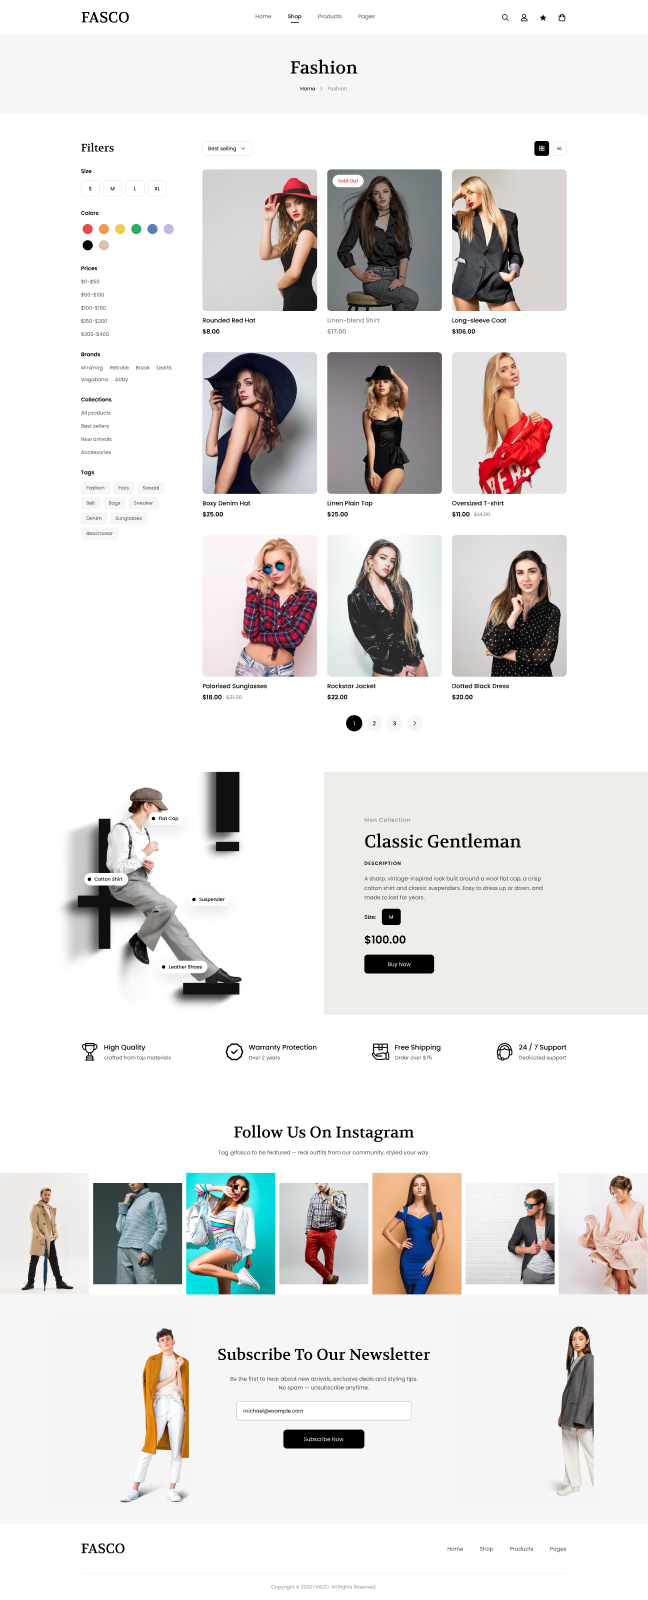 FASCO
Home Shop Products Pages
Fashion
Home > Fashion
Filters
Size
S M L XL
Colors
Prices
$0-$50
$50-$100
$100-$150
$150-$200
$300-$400
Brands
Minimog Retrolie Brook Learts
Vagabond Abby
Collections
All products
Best sellers
New arrivals
Accessories
Tags
Fashion Hats Sandal
Belt Bags Sneaker
Denim Sunglasses
Beachwear
Best selling
Sold Out
Rounded Red Hat
$8.00
Linen-blend Shirt
$17.00
Long-sleeve Coat
$106.00
Boxy Denim Hat
$25.00
Linen Plain Top
$25.00
Oversized T-shirt
$11.00 $14.00
Polarised Sunglasses
$18.00 $21.00
Rockstar Jacket
$22.00
Dotted Black Dress
$20.00
1 2 3 >
Flat Cap
Cotton Shirt
Suspender
Leather Shoes
Men Collection
Classic Gentleman
DESCRIPTION
A sharp, vintage-inspired look built around a wool flat cap, a crisp
cotton shirt and classic suspenders. Easy to dress up or down, and
made to last for years.
Size: M
$100.00
Buy Now
High Quality
crafted from top materials
Warranty Protection
Over 2 years
Free Shipping
Order over $75
24 / 7 Support
Dedicated support
Follow Us On Instagram
Tag @fasco to be featured — real outfits from our community, styled your way.
Subscribe To Our Newsletter
Be the first to hear about new arrivals, exclusive deals and styling tips.
No spam — unsubscribe anytime.
michael@example.com
Subscribe Now
FASCO
Home Shop Products Pages
Copyright © 2022 FASCO. All Rights Reserved.